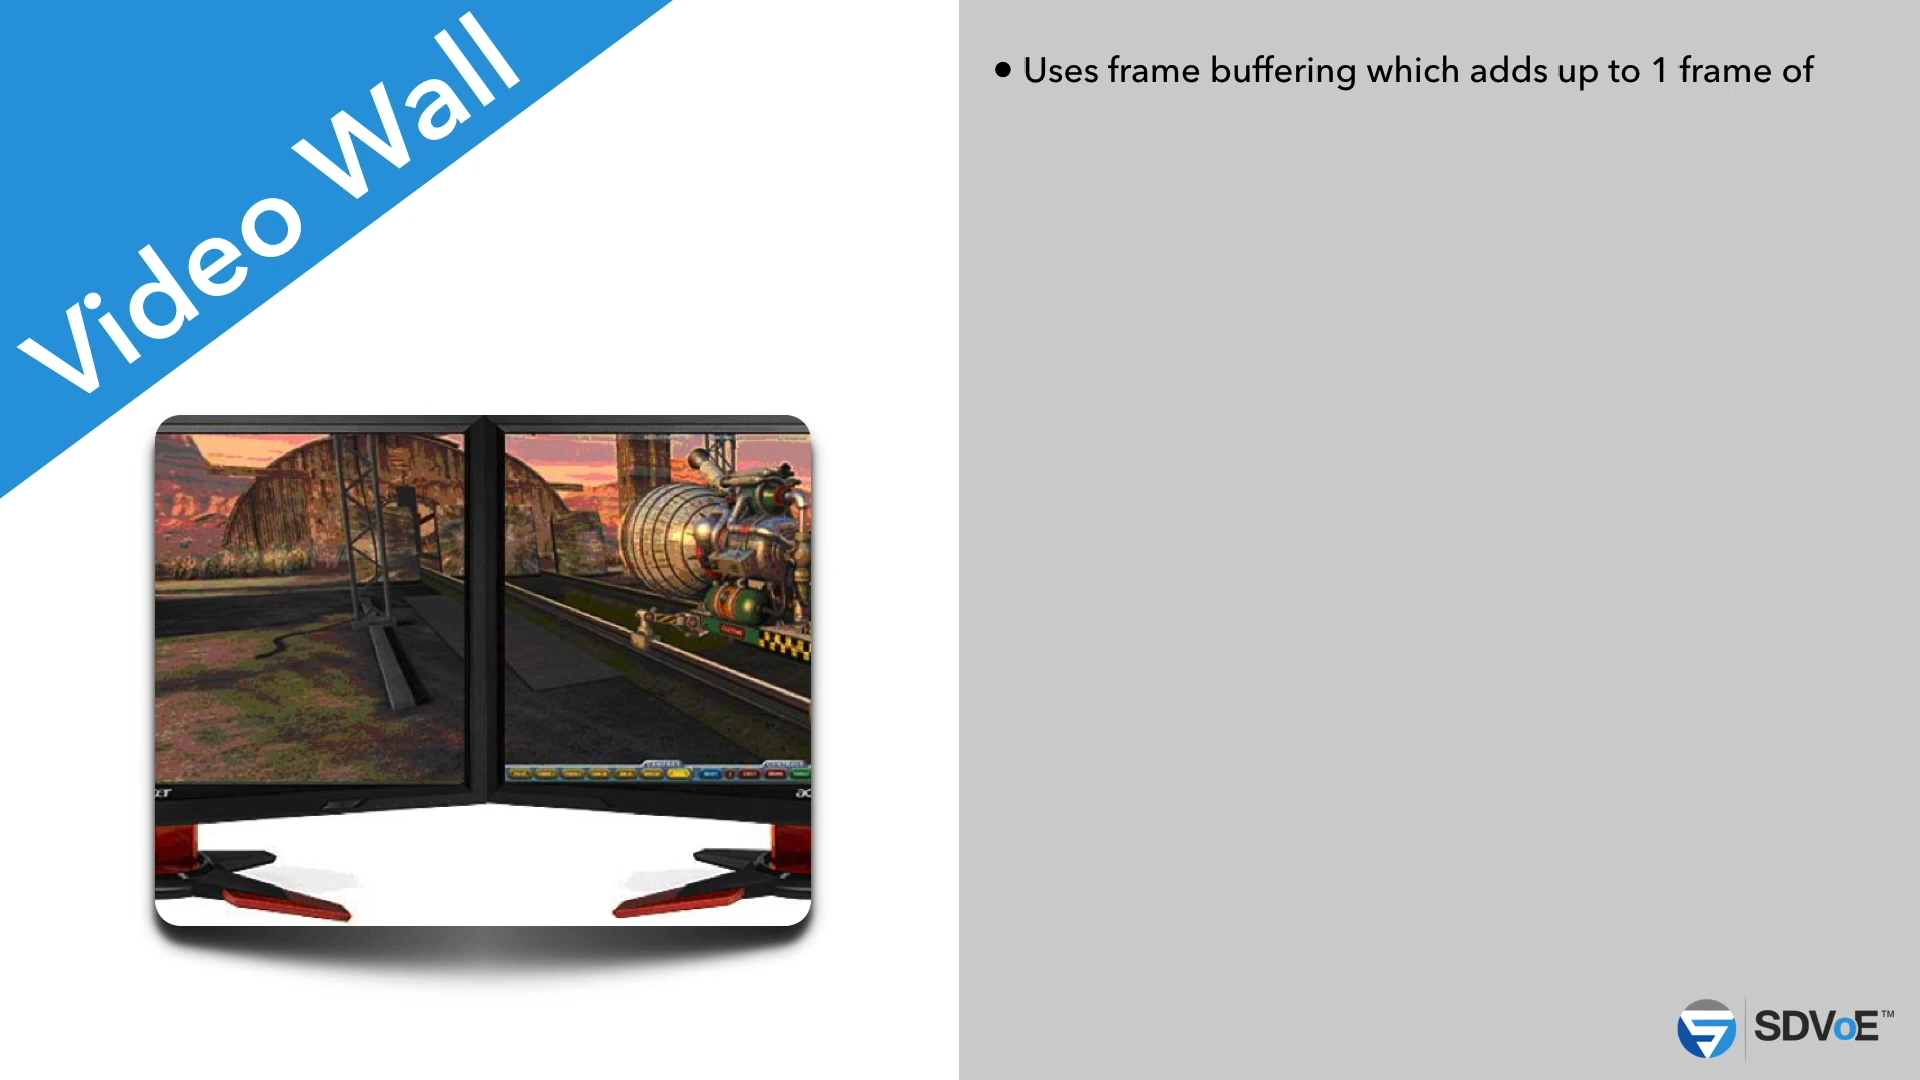 Video Wall
• Uses frame buffering which adds up to 1 frame of
SDVoE™